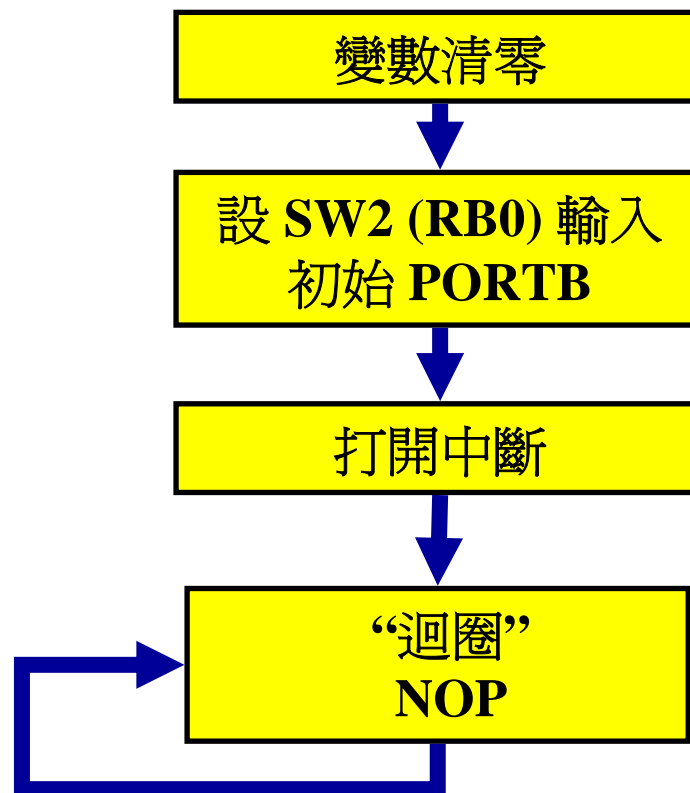 變數清零
設 SW2 (RB0) 輸入
初始 PORTB
打開中斷
“迴圈”
NOP